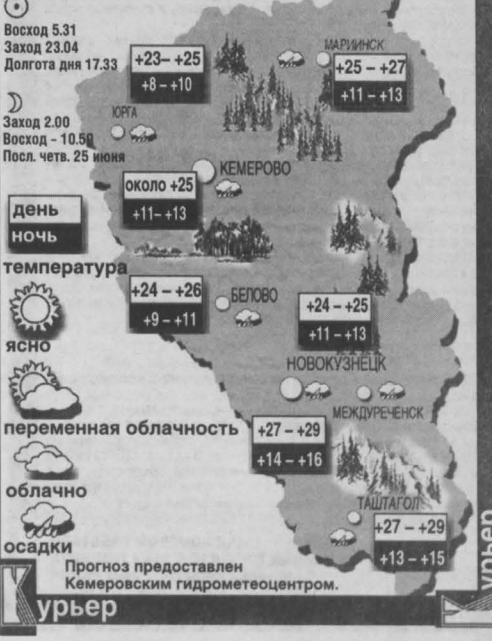 Восход 5.31
Заход 23.04
Долгота дня 17.33
Заход 2.00
Восход - 10.50
Посл. четв. 25 июня
+23– +25
+8 – +10
МАРИИНСК
+25 – +27
+11 – +13
ЮРГА
КЕМЕРОВО
около +25
+11– +13
день
ночь
температура
+24 – +26
+9 – +11
БЕЛОВО
+24 – +25
+11 – +13
ясно
НОВОКУЗНЕЦК
МЕЖДУРЕЧЕНСК
переменная облачность
+27 – +29
+14 – +16
облачно
ТАШТАГОЛ
+27 – +29
+13 – +15
осадки
Прогноз предоставлен
Кемеровским гидрометеоцентром.
Курьер
урьер